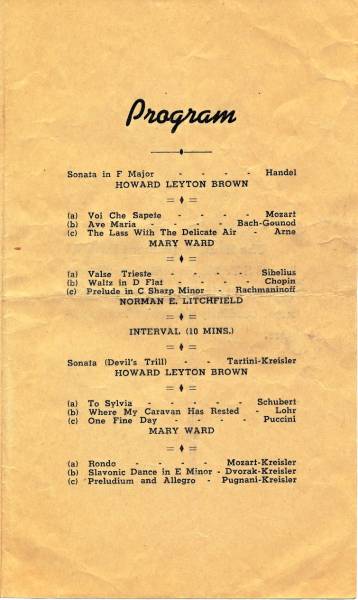 Program
Sonata in F Major - - - - Handel
HOWARD LEYTON BROWN
(a) Voi Che Sapete - - - - Mozart
(b) Ave Maria - - - - Bach-Gounod
(c) The Lass With The Delicate Air - Arne
MARY WARD
(a) Valse Trieste - - - - Sibelius
(b) Waltz in D Flat - - - - Chopin
(c) Prelude in C Sharp Minor - Rachmaninoff
NORMAN E. LITCHFIELD
INTERVAL (10 MINS.)
Sonata (Devil's Trill) - - Tartini-Kreisler
HOWARD LEYTON BROWN
(a) To Sylvia - - - - - Schubert
(b) Where My Caravan Has Rested - Lohr
(c) One Fine Day - - - - Puccini
MARY WARD
(a) Rondo - - - - Mozart-Kreisler
(b) Slavonic Dance in E Minor - Dvorak-Kreisler
(c) Preludium and Allegro - Pugnani-Kreisler